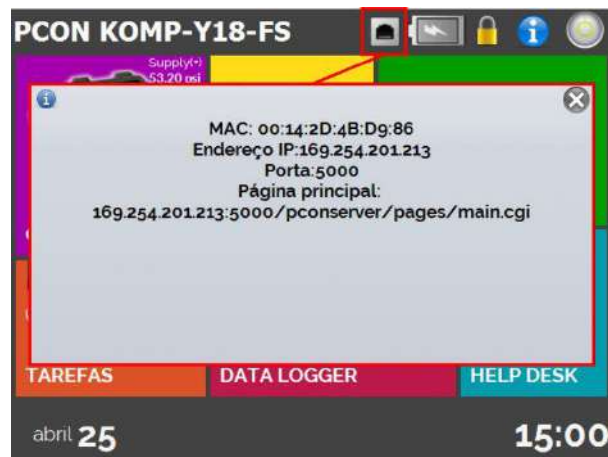 PCON KOMP-Y18-FS
Supply(+)
53.20 psi
MAC: 00:14:2D:4B:D9:86
Endereço IP:169.254.201.213
Porta:5000
Página principal:
169.254.201.213:5000/pconserver/pages/main.cgi
TAREFAS
DATA LOGGER
HELP DESK
abril 25
15:00